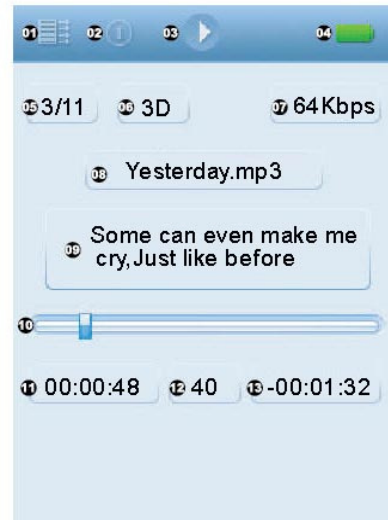 01 02 1 03 04
05 3/11 06 3D 07 64Kbps
08 Yesterday.mp3
09 Some can even make me
cry,Just like before
10
11 00:00:48 12 40 13 -00:01:32